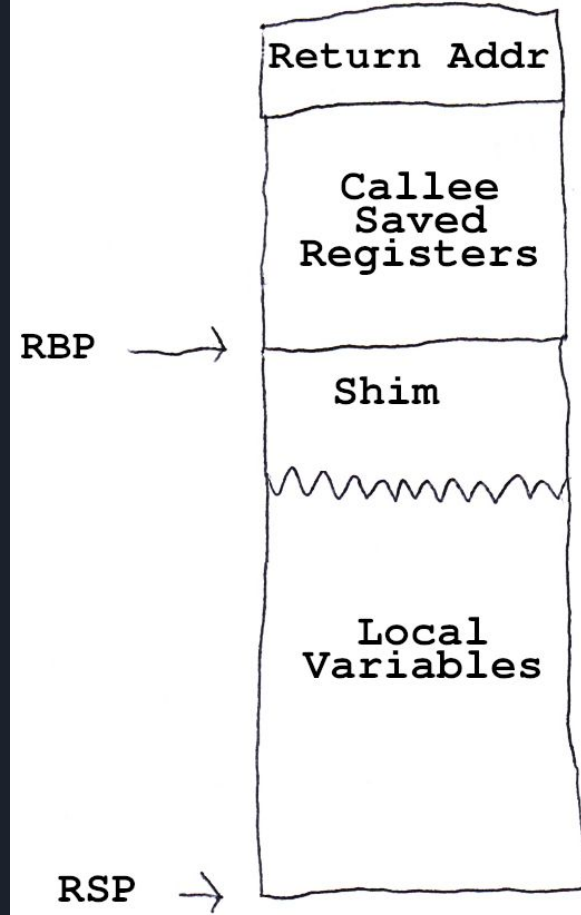 Return Addr
Callee
Saved
Registers
RBP
Shim
Local
Variables
RSP